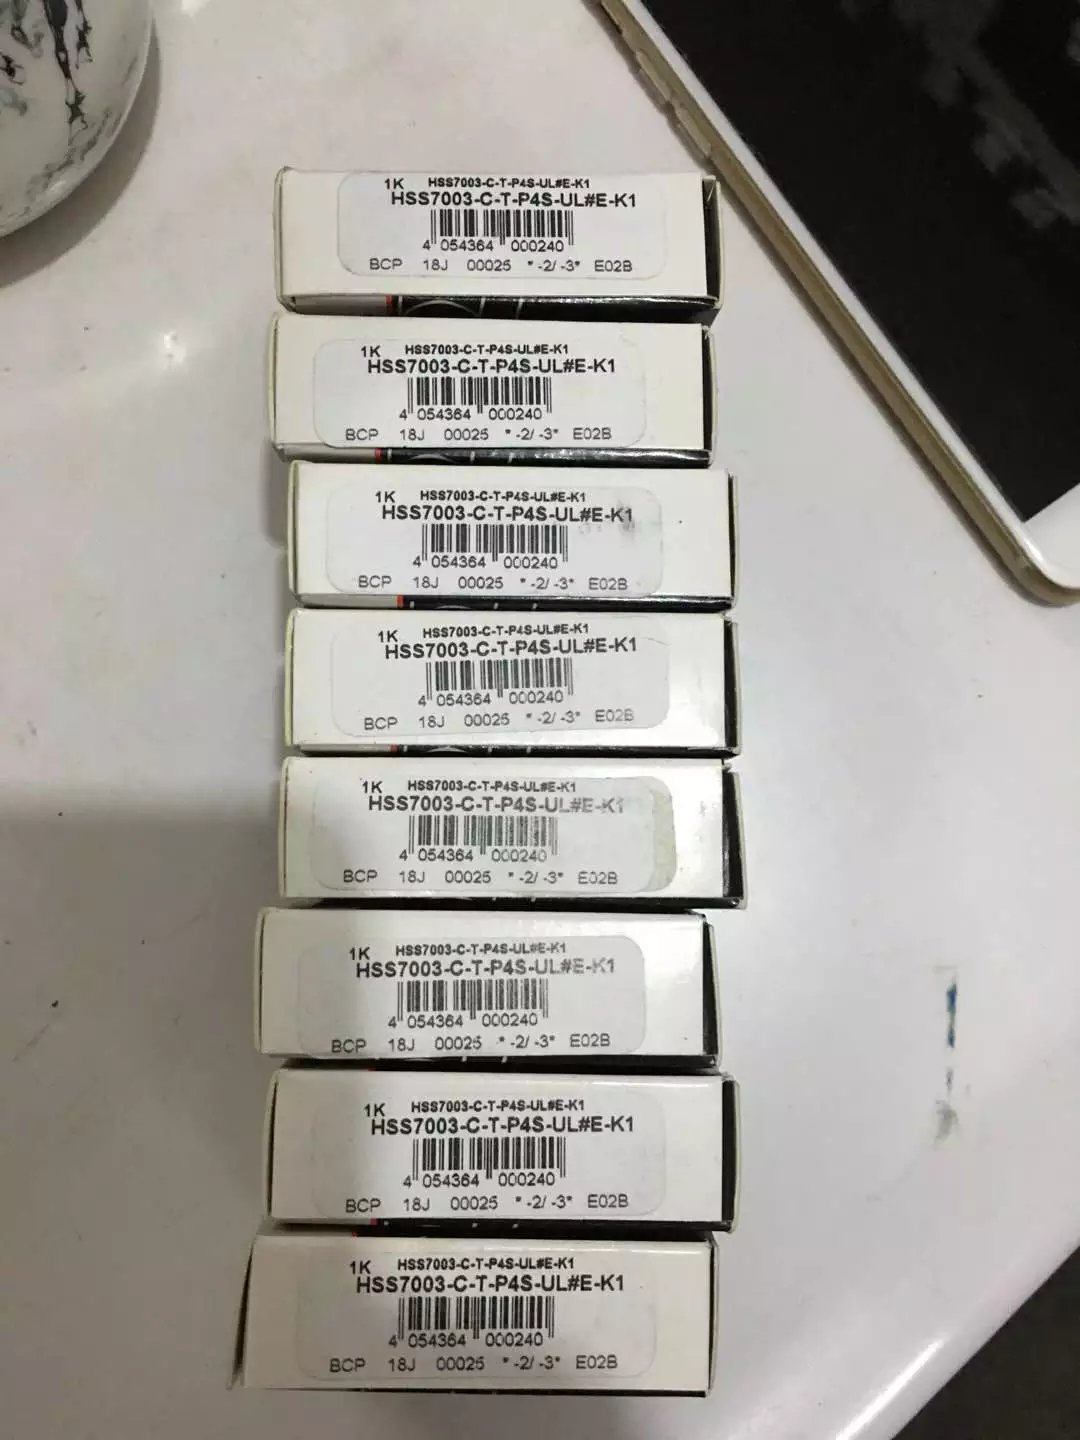 1K HSS7003-C-T-P4S-UL#E-K1
HSS7003-C-T-P4S-UL#E-K1
4 054364 000240
BCP 18J 00025 *-2/-3* E02B
1K HSS7003-C-T-P4S-UL#E-K1
HSS7003-C-T-P4S-UL#E-K1
4 054364 000240
BCP 18J 00025 *-2/-3* E02B
1K HSS7003-C-T-P4S-UL#E-K1
HSS7003-C-T-P4S-UL#E-K1
4 054364 000240
BCP 18J 00025 *-2/-3* E02B
1K HSS7003-C-T-P4S-UL#E-K1
HSS7003-C-T-P4S-UL#E-K1
4 054364 000240
BCP 18J 00025 *-2/-3* E02B
1K HSS7003-C-T-P4S-UL#E-K1
HSS7003-C-T-P4S-UL#E-K1
4 054364 000240
BCP 18J 00025 *-2/-3* E02B
1K HSS7003-C-T-P4S-UL#E-K1
HSS7003-C-T-P4S-UL#E-K1
4 054364 000240
BCP 18J 00025 *-2/-3* E02B
1K HSS7003-C-T-P4S-UL#E-K1
HSS7003-C-T-P4S-UL#E-K1
4 054364 000240
BCP 18J 00025 *-2/-3* E02B
1K HSS7003-C-T-P4S-UL#E-K1
HSS7003-C-T-P4S-UL#E-K1
4 054364 000240
BCP 18J 00025 *-2/-3* E02B